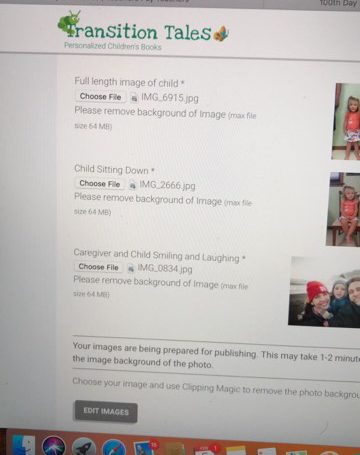 100th Day
Transition Tales
Personalized Children's Books
Full length image of child *
Choose File IMG_6915.jpg
Please remove background of Image (max file
size 64 MB)
Child Sitting Down *
Choose File IMG_2666.jpg
Please remove background of Image (max file
size 64 MB)
Caregiver and Child Smiling and Laughing *
Choose File IMG_0834.jpg
Please remove background of Image (max file
size 64 MB)
Your images are being prepared for publishing. This may take 1-2 minut
the image background of the photo.
Choose your image and use Clipping Magic to remove the photo backgrou
EDIT IMAGES